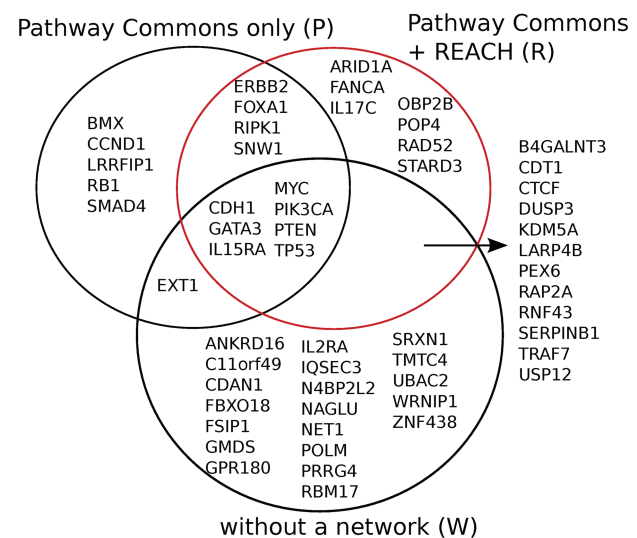 Pathway Commons only (P)
Pathway Commons
+ REACH (R)
BMX
CCND1
LRRFIP1
RB1
SMAD4
ERBB2
FOXA1
RIPK1
SNW1
ARID1A
FANCA
IL17C
OBP2B
POP4
RAD52
STARD3
CDH1
GATA3
IL15RA
MYC
PIK3CA
PTEN
TP53
EXT1
B4GALNT3
CDT1
CTCF
DUSP3
KDM5A
LARP4B
PEX6
RAP2A
RNF43
SERPINB1
TRAF7
USP12
ANKRD16
C11orf49
CDAN1
FBXO18
FSIP1
GMDS
GPR180
IL2RA
IQSEC3
N4BP2L2
NAGLU
NET1
POLM
PRRG4
RBM17
SRXN1
TMTC4
UBAC2
WRNIP1
ZNF438
without a network (W)